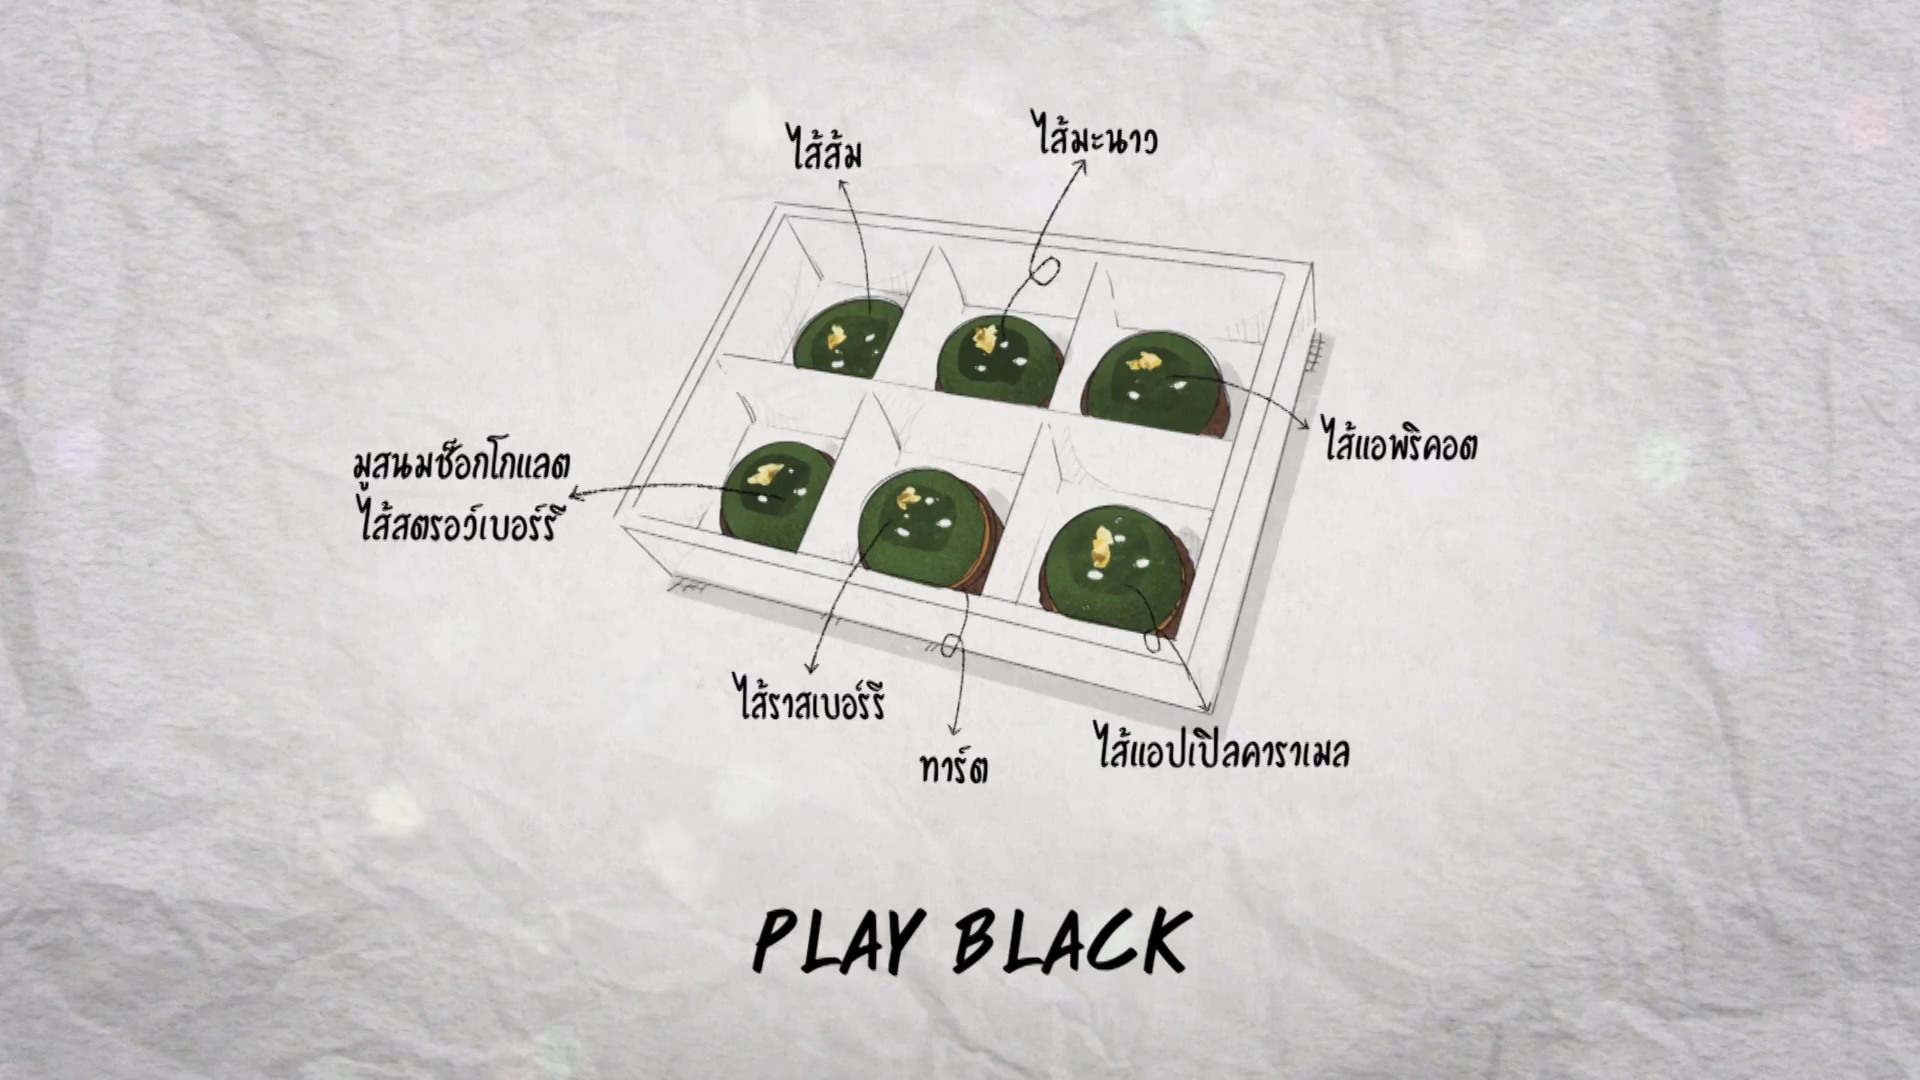 ไส้ส้ม
ไส้มะนาว
ไส้แอพริคอต
มูสนมช็อกโกแลต
ไส้สตรอว์เบอร์รี
ไส้ราสเบอร์รี
ทาร์ต
ไส้แอปเปิลคาราเมล
PLAY BLACK